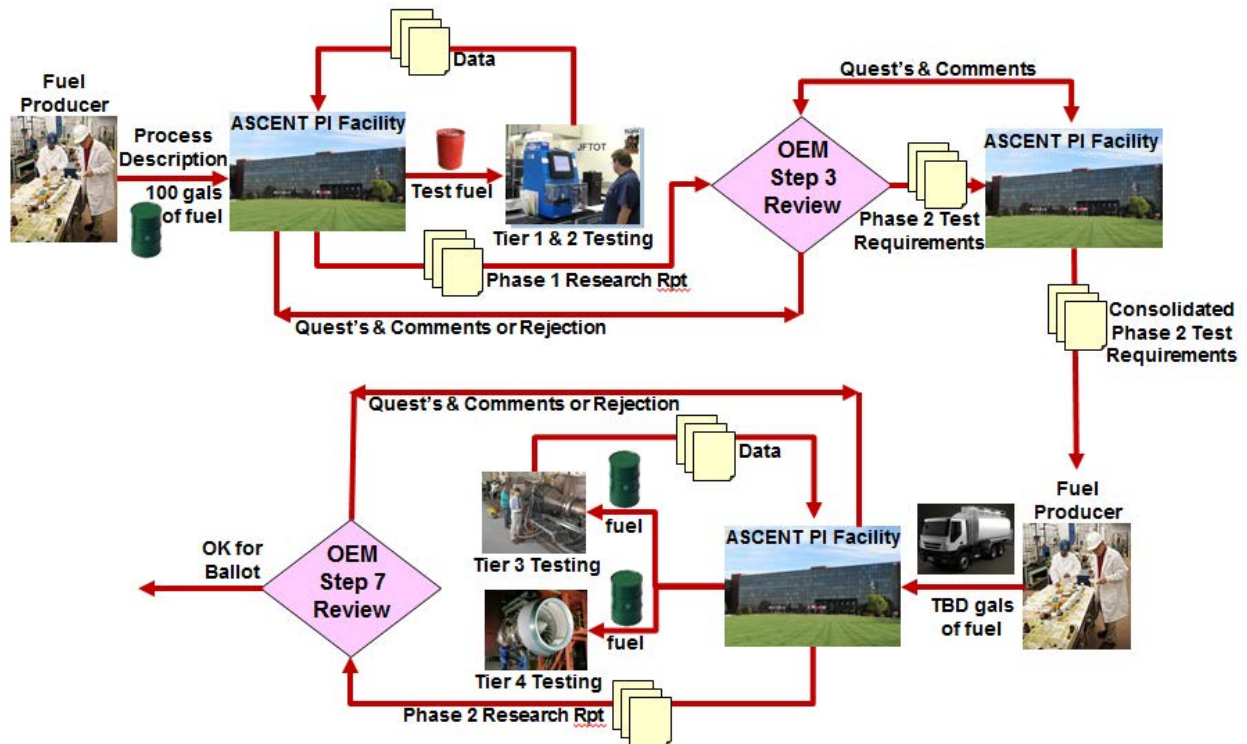 Data
Fuel
Producer
Process
Description
100 gals
of fuel
ASCENT PI Facility
Test fuel
JFTOT
Tier 1 & 2 Testing
Phase 1 Research Rpt
Quest's & Comments or Rejection
Quest's & Comments
OEM
Step 3
Review
Phase 2 Test
Requirements
ASCENT PI Facility
Consolidated
Phase 2 Test
Requirements
Fuel
Producer
TBD gals
of fuel
ASCENT PI Facility
Quest's & Comments or Rejection
Data
fuel
Tier 3 Testing
fuel
Tier 4 Testing
Phase 2 Research Rpt
OEM
Step 7
Review
OK for
Ballot